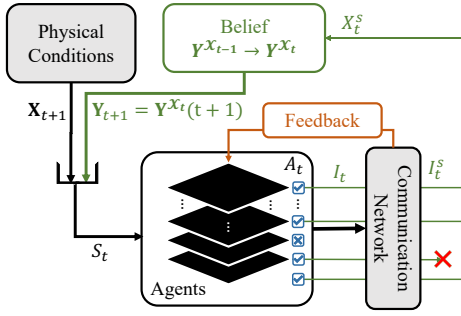 Physical
Conditions
Belief
𝒀^{𝒳_{t−1}} → 𝒀^{𝒳_t}
X_t^s
X_{t+1}
Y_{t+1} = Y^{𝒳_t}(t + 1)
Feedback
A_t
I_t
I_t^s
Communication
Network
S_t
Agents